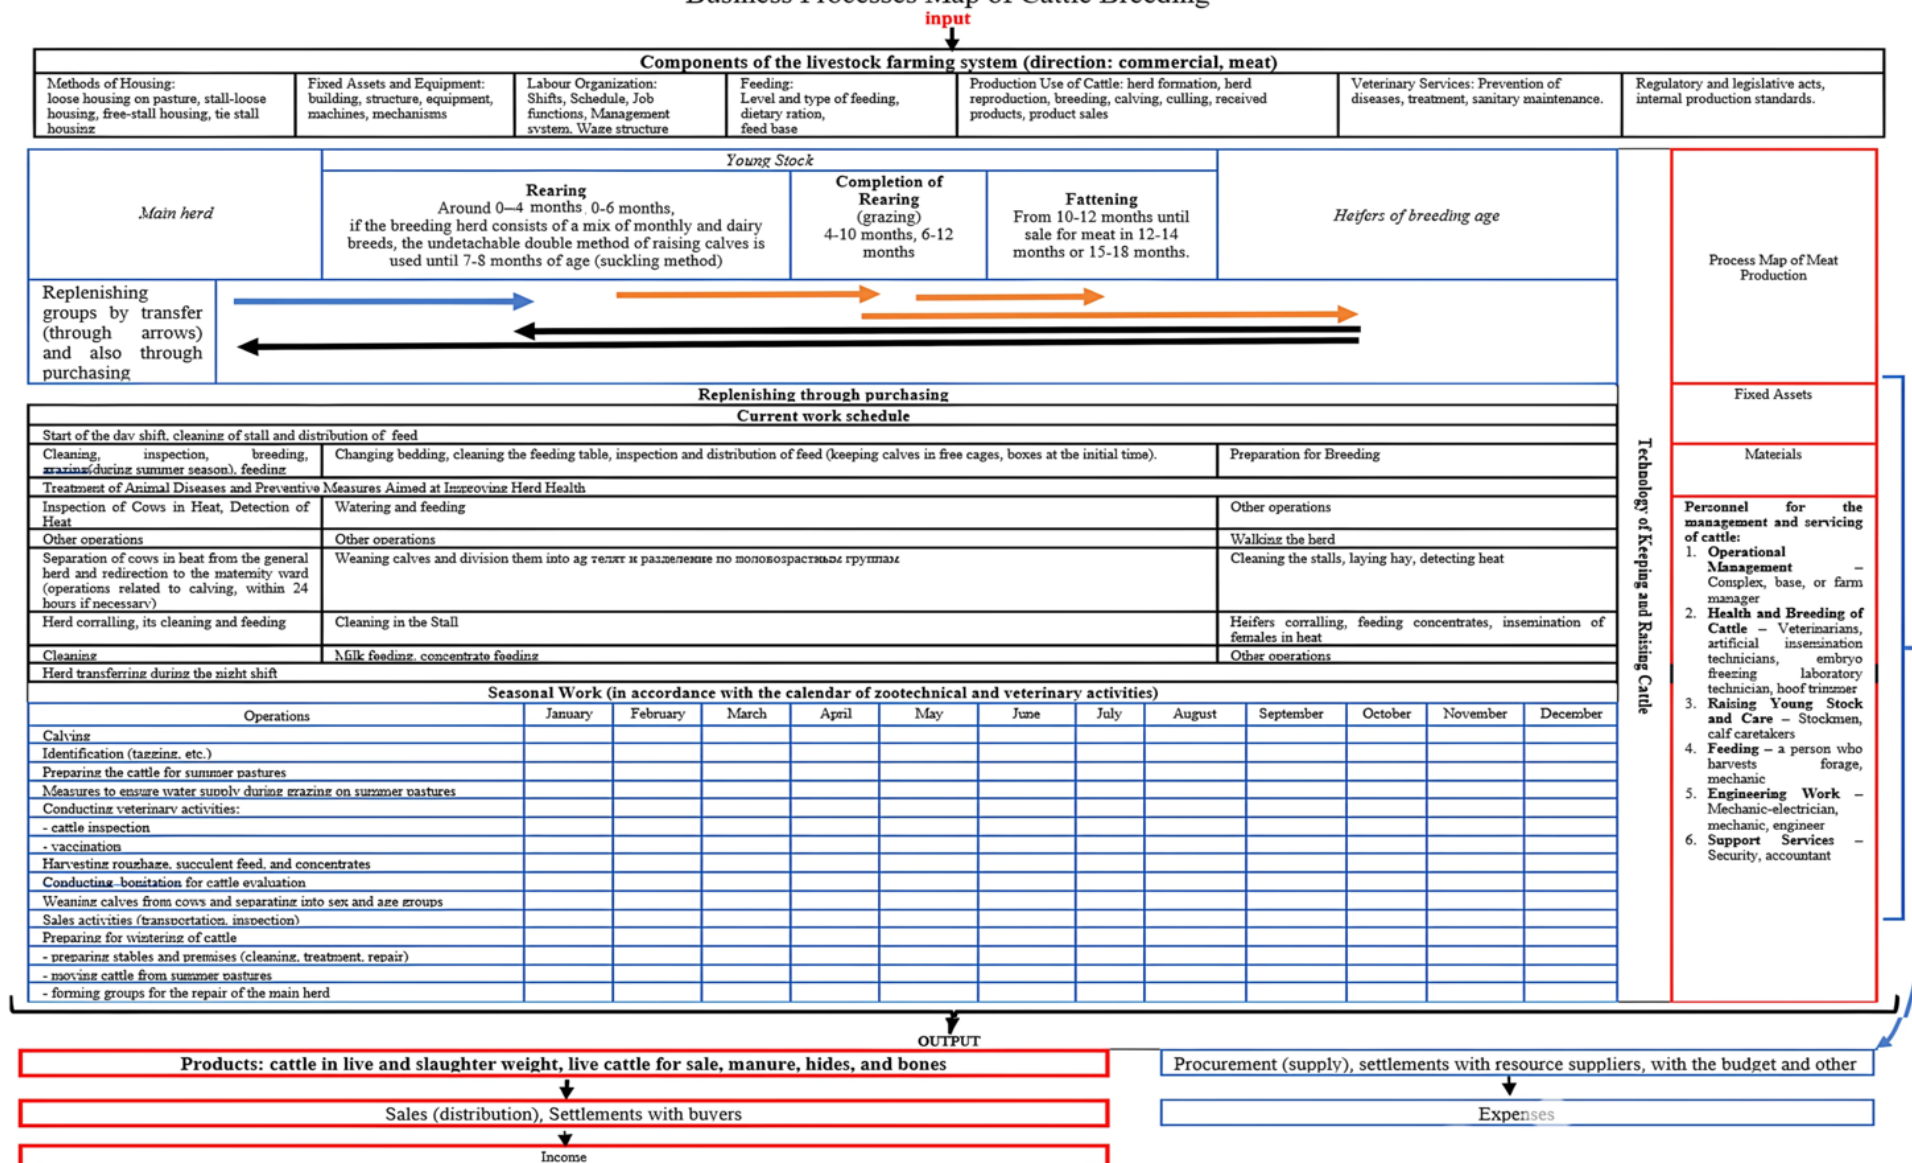 Business Processes Map of Cattle Breeding
input
Components of the livestock farming system (direction: commercial, meat)
Methods of Housing:
loose housing on pasture, stall-loose
housing, free-stall housing, tie stall
housing
Fixed Assets and Equipment:
building, structure, equipment,
machines, mechanisms
Labour Organization:
Shifts, Schedule, Job
functions, Management
system. Wage structure
Feeding:
Level and type of feeding,
dietary ration,
feed base
Production Use of Cattle: herd formation, herd
reproduction, breeding, calving, culling, received
products, product sales
Veterinary Services: Prevention of
diseases, treatment, sanitary maintenance.
Regulatory and legislative acts,
internal production standards.
Main herd
Young Stock
Rearing
Around 0–4 months, 0-6 months,
if the breeding herd consists of a mix of monthly and dairy
breeds, the undetachable double method of raising calves is
used until 7-8 months of age (suckling method)
Completion of
Rearing
(grazing)
4-10 months, 6-12
months
Fattening
From 10-12 months until
sale for meat in 12-14
months or 15-18 months.
Heifers of breeding age
Replenishing
groups by transfer
(through arrows)
and also through
purchasing
Replenishing through purchasing
Current work schedule
Start of the day shift, cleaning of stall and distribution of feed
Cleaning, inspection, breeding,
grazing(during summer season), feeding
Changing bedding, cleaning the feeding table, inspection and distribution of feed (keeping calves in free cages, boxes at the initial time).
Preparation for Breeding
Treatment of Animal Diseases and Preventive Measures Aimed at Improving Herd Health
Inspection of Cows in Heat, Detection of
Heat
Watering and feeding
Other operations
Other operations
Other operations
Walking the herd
Separation of cows in heat from the general
herd and redirection to the maternity ward
(operations related to calving, within 24
hours if necessary)
Weaning calves and division them into ag телят и разделение по половозрастным группам
Cleaning the stalls, laying hay, detecting heat
Herd corralling, its cleaning and feeding
Cleaning in the Stall
Heifers corralling, feeding concentrates, insemination of
females in heat
Cleaning
Milk feeding, concentrate feeding
Other operations
Herd transferring during the night shift
Seasonal Work (in accordance with the calendar of zootechnical and veterinary activities)
Operations January February March April May June July August September October November December
Calving
Identification (tagging, etc.)
Preparing the cattle for summer pastures
Measures to ensure water supply during grazing on summer pastures
Conducting veterinary activities:
- cattle inspection
- vaccination
Harvesting roughage, succulent feed, and concentrates
Conducting bonitation for cattle evaluation
Weaning calves from cows and separating into sex and age groups
Sales activities (transportation, inspection)
Preparing for wintering of cattle
- preparing stables and premises (cleaning, treatment, repair)
- moving cattle from summer pastures
- forming groups for the repair of the main herd
Technology of Keeping and Raising Cattle
Process Map of Meat
Production
Fixed Assets
Materials
Personnel for the
management and servicing
of cattle:
1. Operational
Management –
Complex, base, or farm
manager
2. Health and Breeding of
Cattle – Veterinarians,
artificial insemination
technicians, embryo
freezing laboratory
technician, hoof trimmer
3. Raising Young Stock
and Care – Stockmen,
calf caretakers
4. Feeding – a person who
harvests forage,
mechanic
5. Engineering Work –
Mechanic-electrician,
mechanic, engineer
6. Support Services –
Security, accountant
OUTPUT
Products: cattle in live and slaughter weight, live cattle for sale, manure, hides, and bones
Sales (distribution), Settlements with buyers
Income
Procurement (supply), settlements with resource suppliers, with the budget and other
Expenses